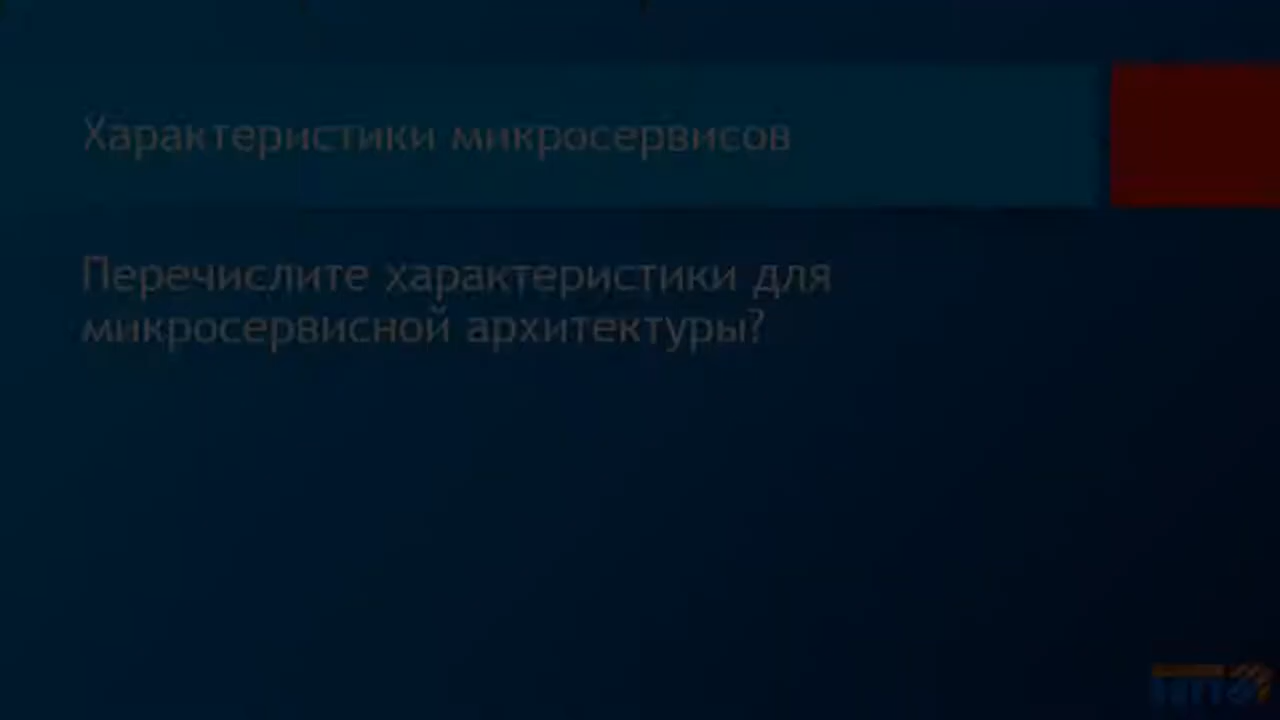 Характеристики микросервисов
Перечислите характеристики для
микросервисной архитектуры?